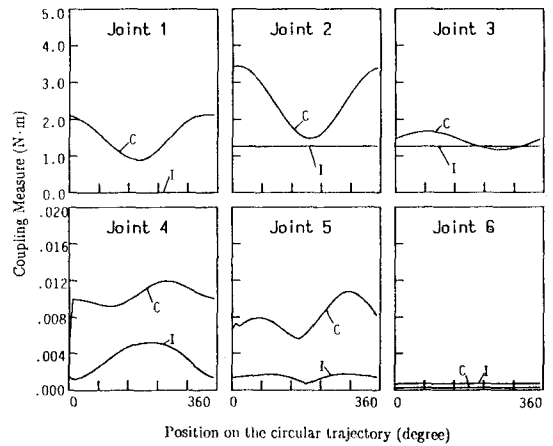 Coupling Measure (N·m)
5.0
4.0
3.0
2.0
1.0
0.0
Joint 1
C
I
Joint 2
C
I
Joint 3
C
I
.020
.016
.012
.008
.004
.000
Joint 4
C
I
Joint 5
C
I
Joint 6
C
I
0
360
0
360
0
360
Position on the circular trajectory (degree)